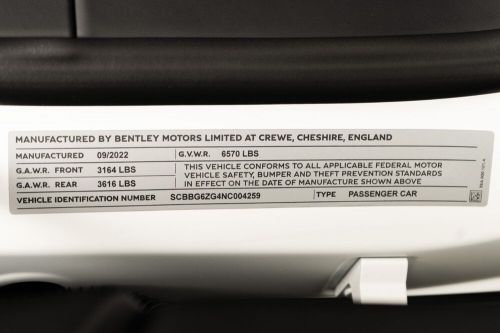 MANUFACTURED BY BENTLEY MOTORS LIMITED AT CREWE, CHESHIRE, ENGLAND
MANUFACTURED 09/2022 G.V.W.R. 6570 LBS
G.A.W.R. FRONT 3164 LBS
G.A.W.R. REAR 3616 LBS
THIS VEHICLE CONFORMS TO ALL APPLICABLE FEDERAL MOTOR
VEHICLE SAFETY, BUMPER AND THEFT PREVENTION STANDARDS
IN EFFECT ON THE DATE OF MANUFACTURE SHOWN ABOVE
VEHICLE IDENTIFICATION NUMBER SCBBG6ZG4NC004259 TYPE PASSENGER CAR